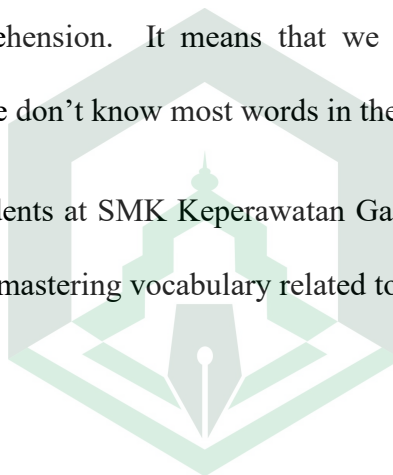 ehension. It means that we
e don’t know most words in the
dents at SMK Keperawatan Ga
mastering vocabulary related to